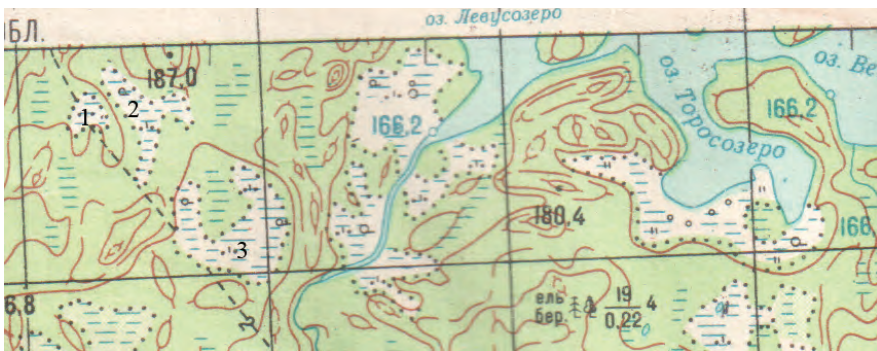 оз. Левусозеро
БЛ.
187,0
оз. Ве
1
2
166,2
166,2
оз. Торосозеро
3
180,4
166
6.8
ель
бер.
19
0,22
4
2